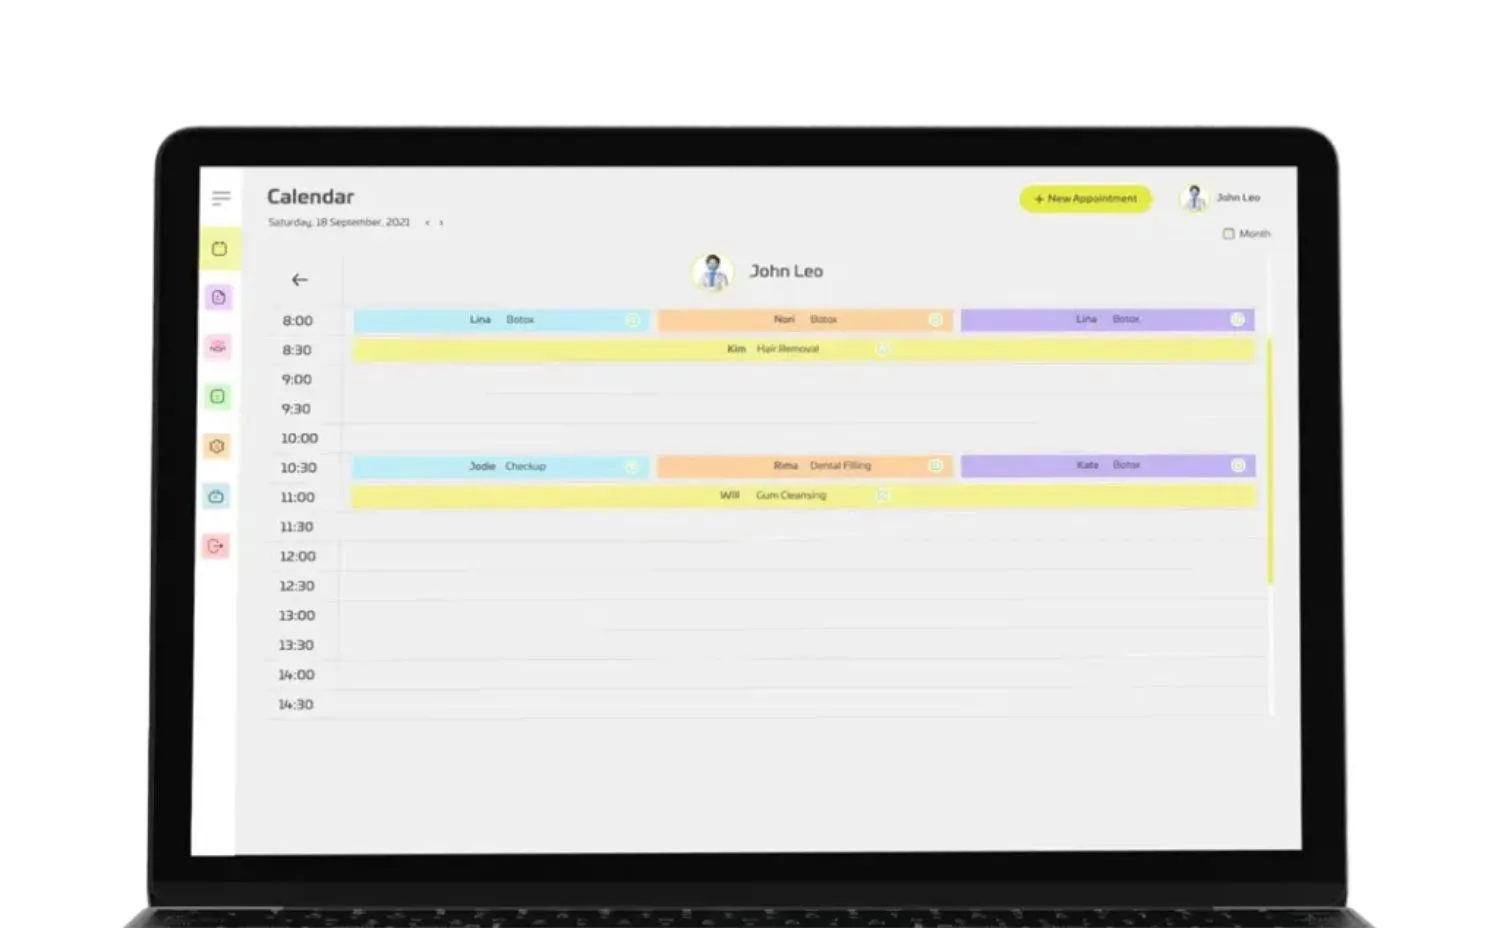 Calendar
+ New Appointment
John Leo
Saturday, 18 September, 2021 < >
Month
John Leo
8:00 Lina Botox Nori Botox Lina Botox
8:30 Kim Hair Removal
9:00
9:30
10:00
10:30 Jodie Checkup Rima Dental Filling Kate Botox
11:00 Will Gum Cleansing
11:30
12:00
12:30
13:00
13:30
14:00
14:30